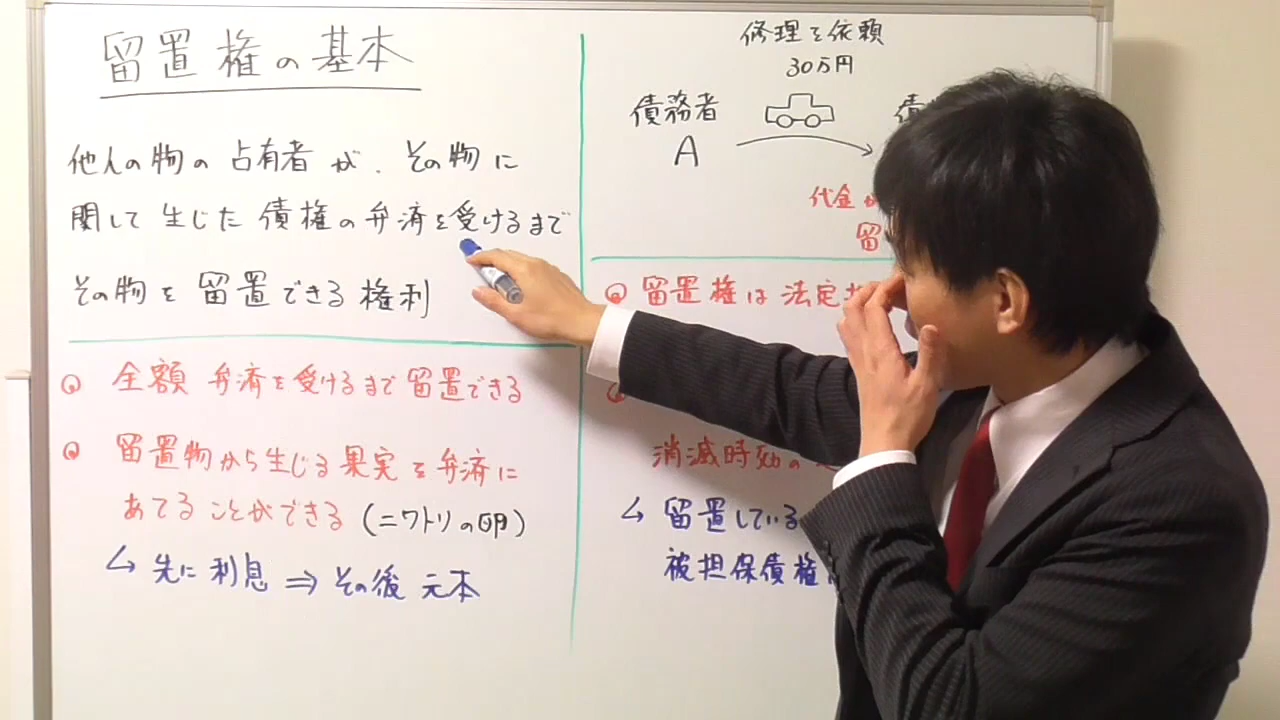 留置権の基本
他人の物の占有者が、その物に
関して生じた債権の弁済を受けるまで
その物を留置できる権利
全額弁済を受けるまで留置できる
留置物から生じる果実を弁済に
あてることができる(ニワトリの卵)
↳ 先に利息 ⇒ その後 元本
修理を依頼
30万円
債務者
A
代金
留
留置権は法定
消滅時効の
↳ 留置している
被担保債権